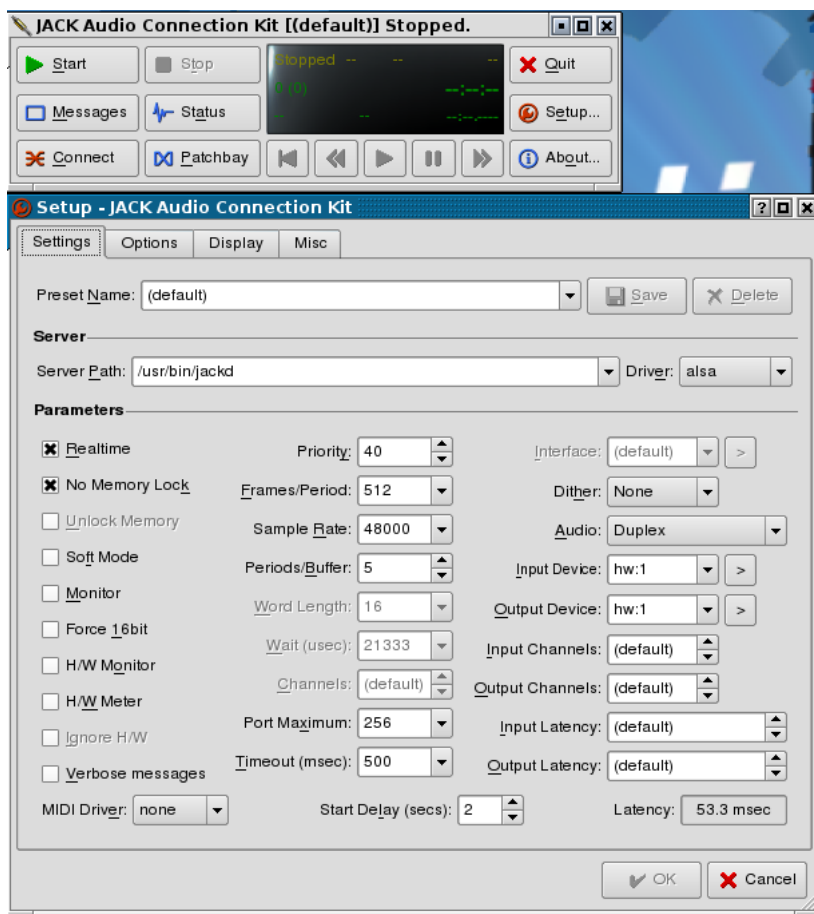 JACK Audio Connection Kit [(default)] Stopped.
Start Stop Stopped -- -- -- Quit
(0) --:--:--
Messages Status -- -- --:--.---- Setup...
Connect Patchbay About...
Setup - JACK Audio Connection Kit
Settings Options Display Misc
Preset Name: (default) Save Delete
Server
Server Path: /usr/bin/jackd Driver: alsa
Parameters
Realtime Priority: 40 Interface: (default) >
No Memory Lock Frames/Period: 512 Dither: None
Unlock Memory Sample Rate: 48000 Audio: Duplex
Soft Mode Periods/Buffer: 5 Input Device: hw:1 >
Monitor Word Length: 16 Output Device: hw:1 >
Force 16bit Wait (usec): 21333 Input Channels: (default)
H/W Monitor Channels: (default) Output Channels: (default)
H/W Meter Port Maximum: 256 Input Latency: (default)
Ignore H/W Timeout (msec): 500 Output Latency: (default)
Verbose messages
MIDI Driver: none Start Delay (secs): 2 Latency: 53.3 msec
OK Cancel